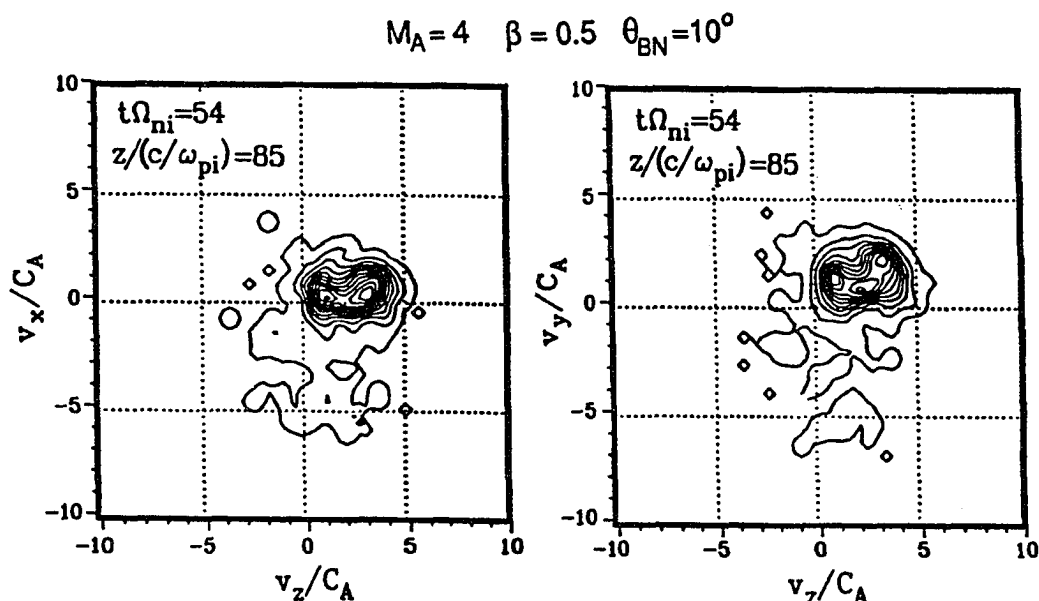 M_A=4 β=0.5 θ_BN=10°
tΩ_ni=54
z/(c/ω_pi)=85
v_x/C_A
10
5
0
-5
-10
-10 -5 0 5 10
v_z/C_A
tΩ_ni=54
z/(c/ω_pi)=85
v_y/C_A
10
5
0
-5
-10
-10 -5 0 5 10
v_z/C_A